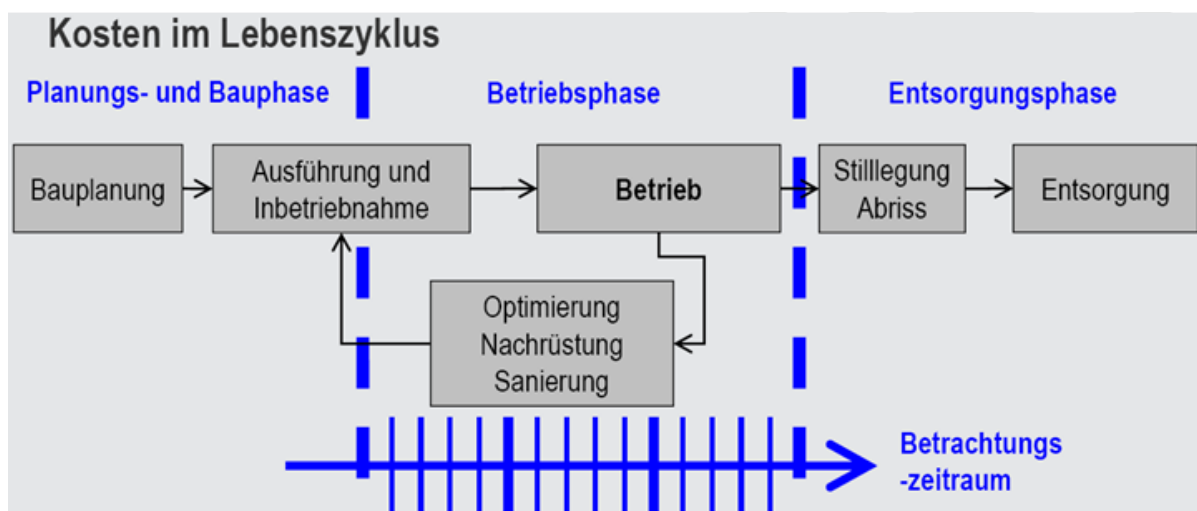 Kosten im Lebenszyklus
Planungs- und Bauphase
Betriebsphase
Entsorgungsphase
Bauplanung
Ausführung und
Inbetriebnahme
Betrieb
Stilllegung
Abriss
Entsorgung
Optimierung
Nachrüstung
Sanierung
Betrachtungs
-zeitraum